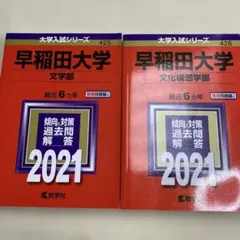 大学入試シリーズ
425
早稲田大学
文学部
最近6カ年
傾向と対策
過去問
解答
2021
教学社
大学入試シリーズ
426
早稲田大学
文化構想学部
最近6カ年
傾向と対策
過去問
解答
2021
教学社